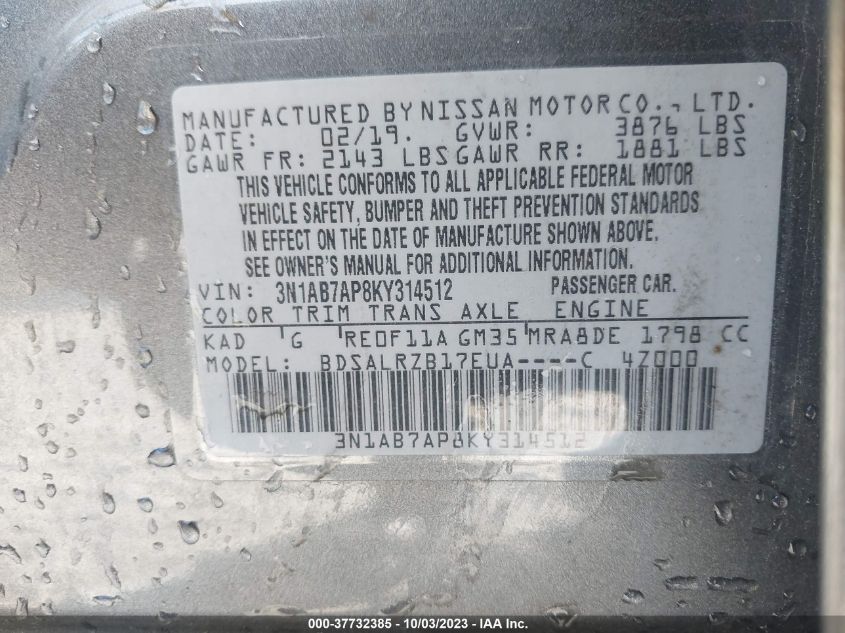 MANUFACTURED BY NISSAN MOTOR CO., LTD.
DATE: 02/19. GVWR: 3876 LBS
GAWR FR: 2143 LBS GAWR RR: 1881 LBS
THIS VEHICLE CONFORMS TO ALL APPLICABLE FEDERAL MOTOR
VEHICLE SAFETY, BUMPER AND THEFT PREVENTION STANDARDS
IN EFFECT ON THE DATE OF MANUFACTURE SHOWN ABOVE.
SEE OWNER'S MANUAL FOR ADDITIONAL INFORMATION.
VIN: 3N1AB7AP8KY314512 PASSENGER CAR.
COLOR TRIM TRANS AXLE ENGINE
KAD G RE0F11A GM35 MRA8DE 1798 CC
MODEL: BDSALRZB17EUA----C 4Z000
3N1AB7AP8KY314512
000-37732385 - 10/03/2023 - IAA Inc.